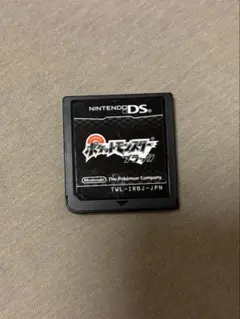 NINTENDO DS
ポケットモンスター
ブラック
Nintendo The Pokémon Company
TWL-IRBJ-JPN